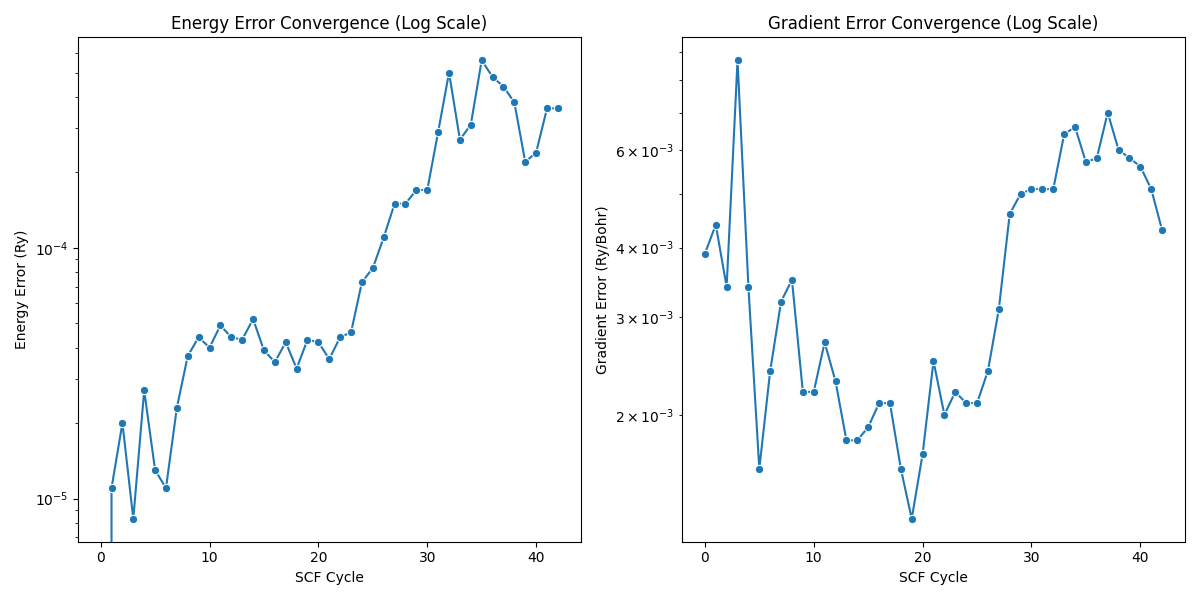 Energy Error Convergence (Log Scale)
Energy Error (Ry)
10⁻⁴
10⁻⁵
0 10 20 30 40
SCF Cycle
Gradient Error Convergence (Log Scale)
Gradient Error (Ry/Bohr)
6 × 10⁻³
4 × 10⁻³
3 × 10⁻³
2 × 10⁻³
0 10 20 30 40
SCF Cycle